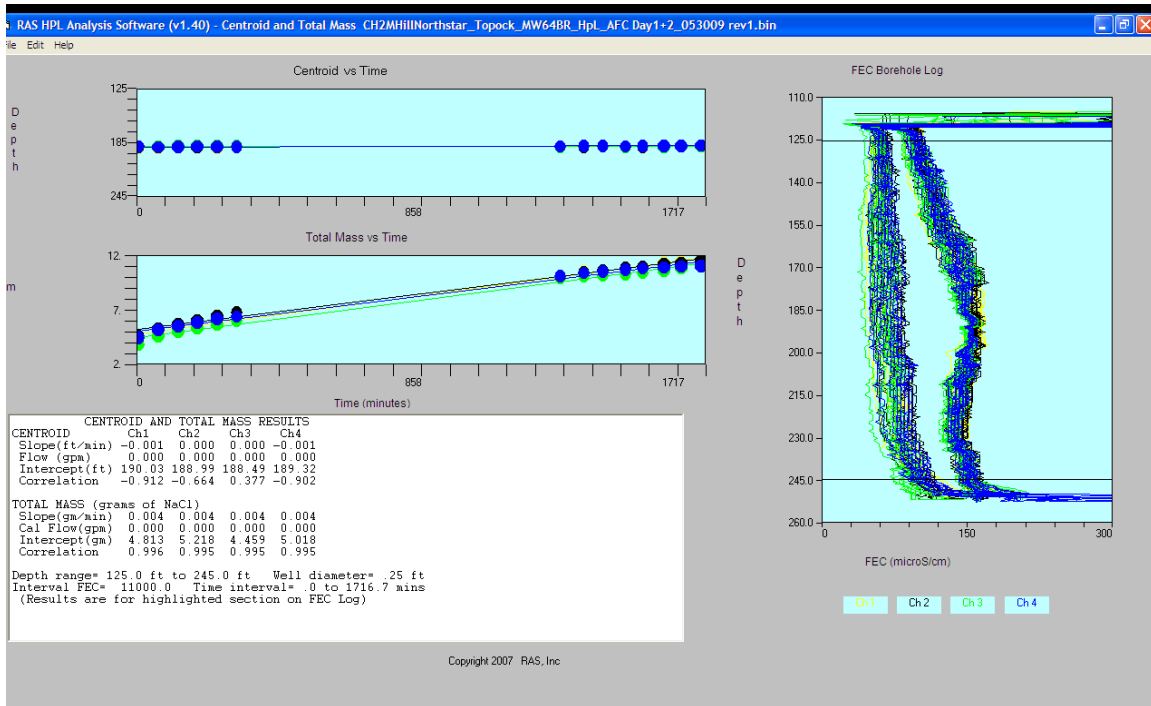 RAS HPL Analysis Software (v1.40) - Centroid and Total Mass CH2MHillNorthstar_Topock_MW64BR_HpL_AFC Day1+2_053009 rev1.bin
File Edit Help
Centroid vs Time
Depth
125
185
245
0 858 1717
Total Mass vs Time
m
12.
7.
2.
0 858 1717
Time (minutes)
CENTROID AND TOTAL MASS RESULTS
CENTROID Ch1 Ch2 Ch3 Ch4
Slope(ft/min) -0.001 0.000 0.000 -0.001
Flow (gpm) 0.000 0.000 0.000 0.000
Intercept(ft) 190.03 188.99 188.49 189.32
Correlation -0.912 -0.664 0.377 -0.902
TOTAL MASS (grams of NaCl)
Slope(gm/min) 0.004 0.004 0.004 0.004
Cal Flow(gpm) 0.000 0.000 0.000 0.000
Intercept(gm) 4.813 5.218 4.459 5.018
Correlation 0.996 0.995 0.995 0.995
Depth range= 125.0 ft to 245.0 ft Well diameter= .25 ft
Interval FEC= 11000.0 Time interval= .0 to 1716.7 mins
(Results are for highlighted section on FEC Log)
FEC Borehole Log
Depth
110.0
125.0
140.0
155.0
170.0
185.0
200.0
215.0
230.0
245.0
260.0
0 150 300
FEC (microS/cm)
Ch1 Ch 2 Ch 3 Ch 4
Copyright 2007 RAS, Inc